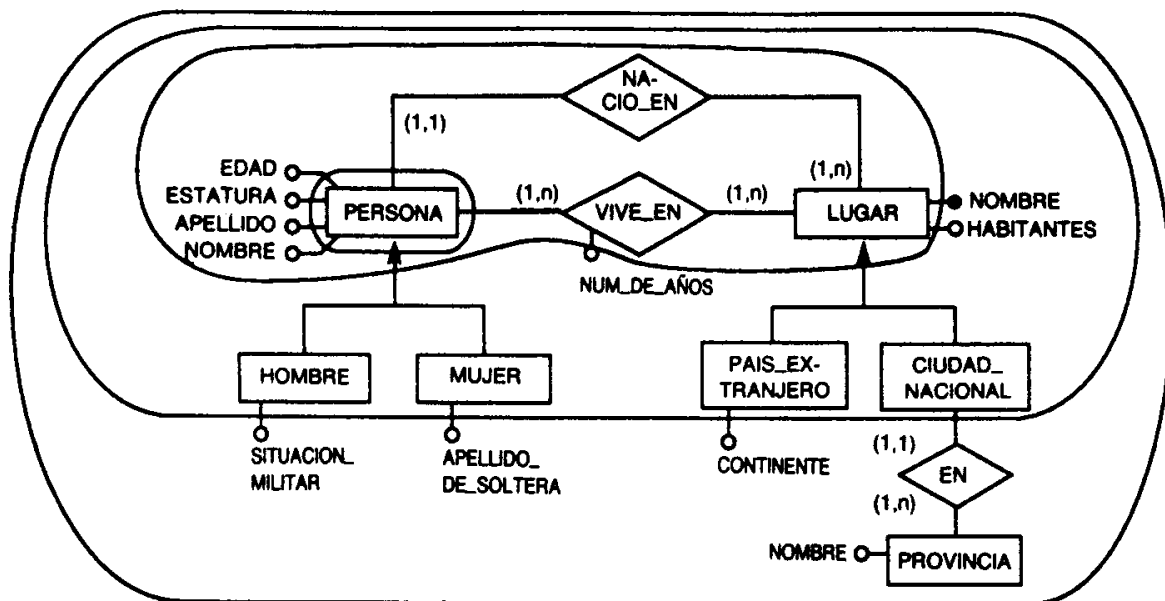 NA-
CIO_EN
(1,1)
(1,n)
EDAD
ESTATURA
APELLIDO
NOMBRE
PERSONA
(1,n)
VIVE_EN
(1,n)
LUGAR
NOMBRE
HABITANTES
NUM_DE_AÑOS
HOMBRE
MUJER
PAIS_EX-
TRANJERO
CIUDAD_
NACIONAL
SITUACION_
MILITAR
APELLIDO_
DE_SOLTERA
CONTINENTE
(1,1)
EN
(1,n)
NOMBRE
PROVINCIA